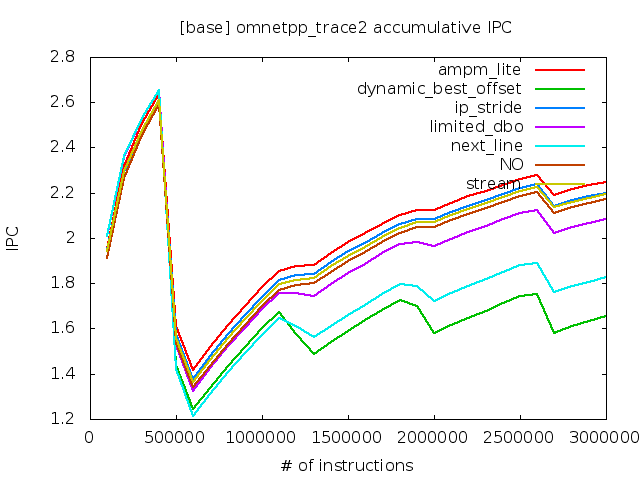 [base] omnetpp_trace2 accumulative IPC
2.8
2.6
2.4
2.2
2
1.8
1.6
1.4
1.2
IPC
ampm_lite
dynamic_best_offset
ip_stride
limited_dbo
next_line
NO
stream
0 500000 1000000 1500000 2000000 2500000 3000000
# of instructions